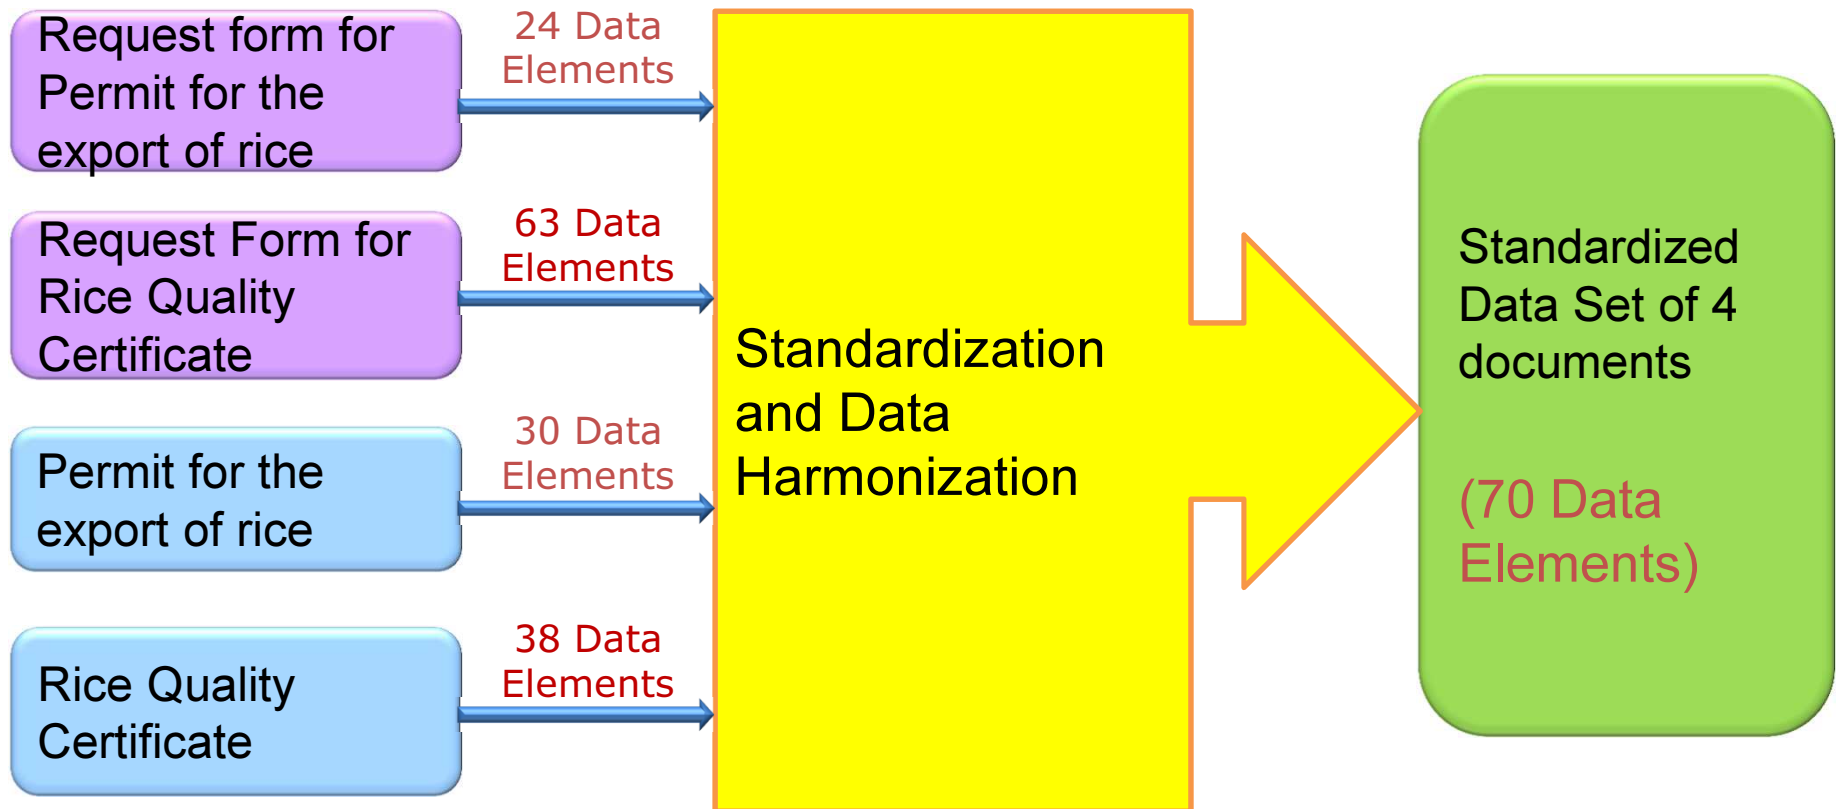 Request form for
Permit for the
export of rice
24 Data
Elements
Request Form for
Rice Quality
Certificate
63 Data
Elements
Permit for the
export of rice
30 Data
Elements
Rice Quality
Certificate
38 Data
Elements
Standardization
and Data
Harmonization
Standardized
Data Set of 4
documents
(70 Data
Elements)